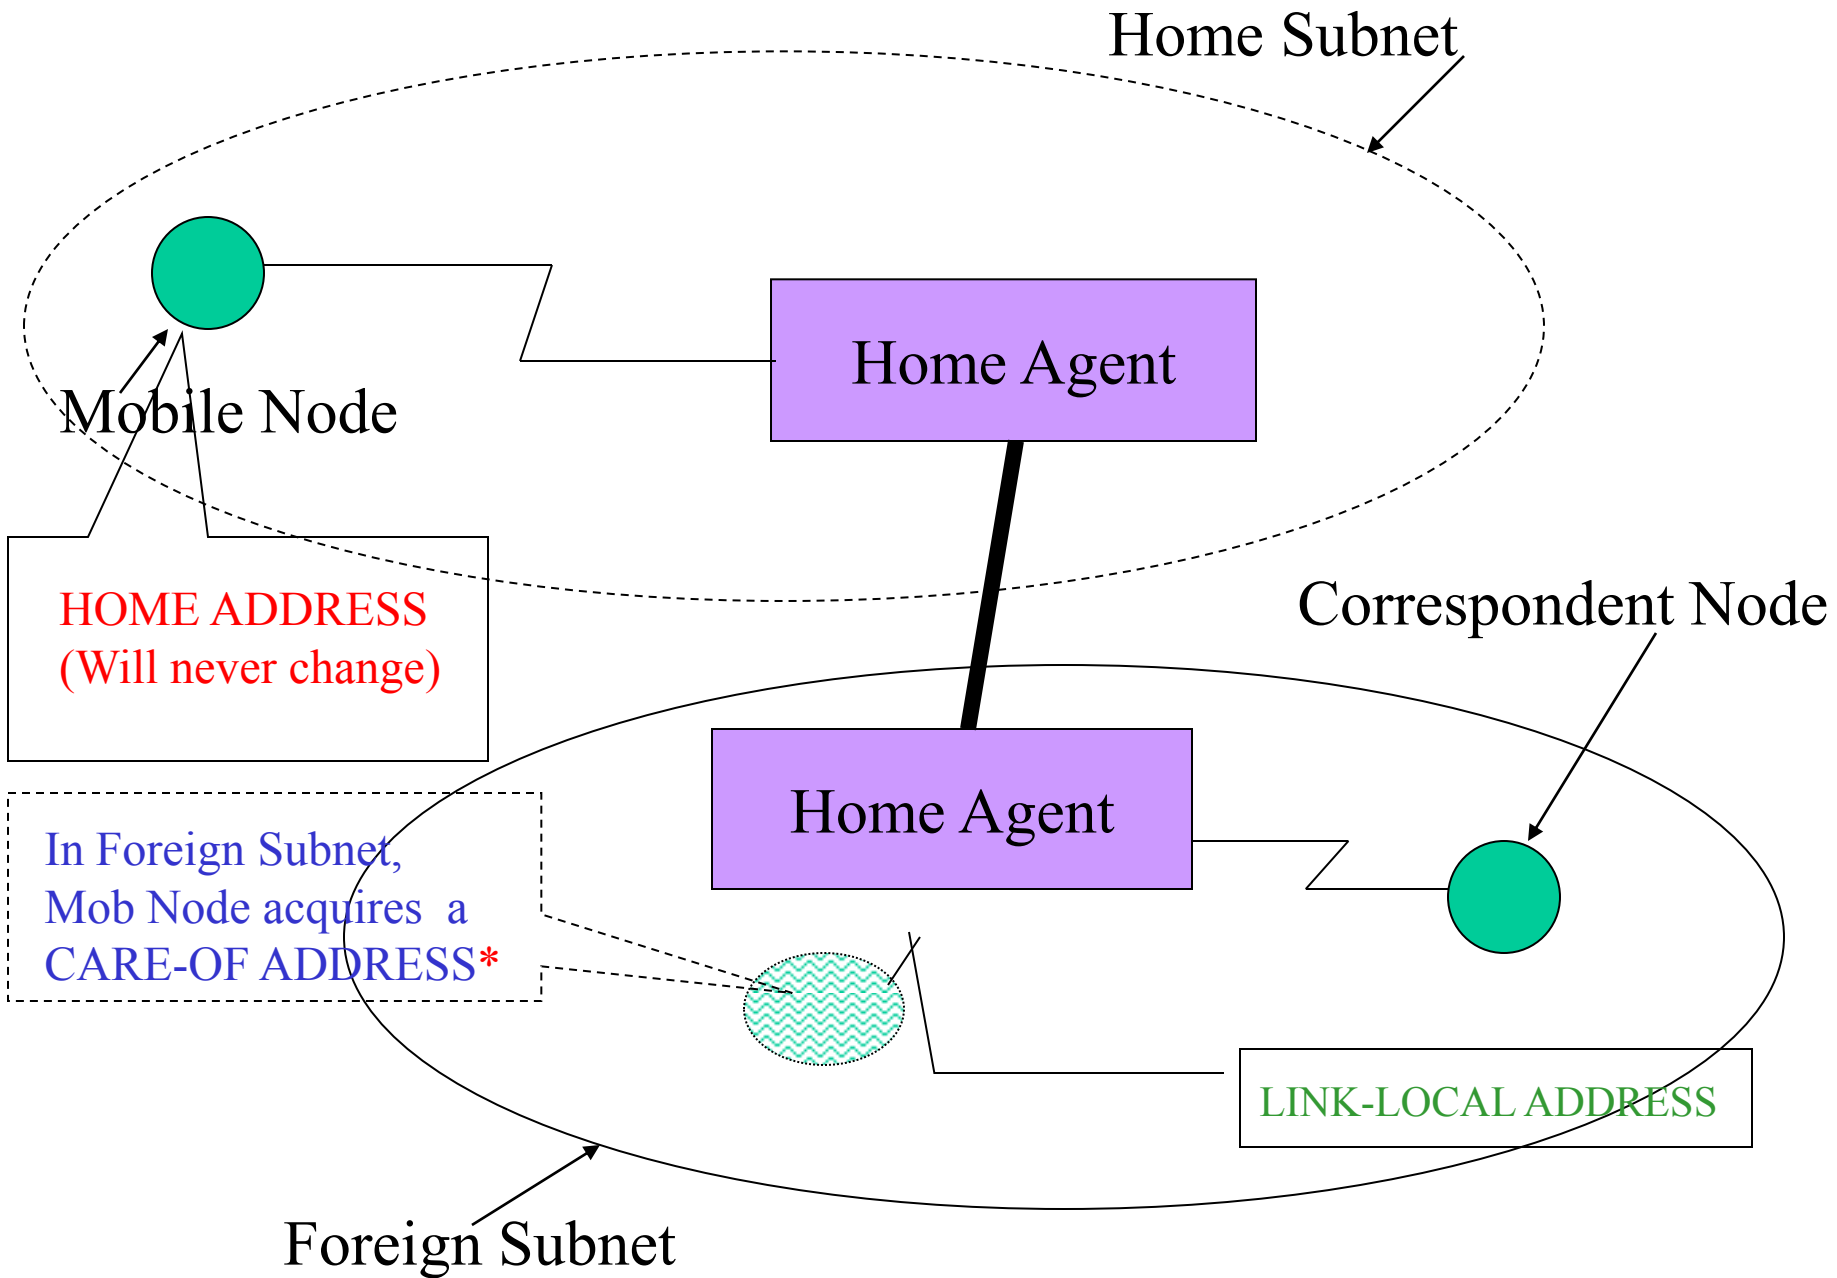 Home Subnet
Home Agent
Mobile Node
HOME ADDRESS
(Will never change)
Correspondent Node
Home Agent
In Foreign Subnet,
Mob Node acquires  a
CARE-OF ADDRESS*
LINK-LOCAL ADDRESS
Foreign Subnet